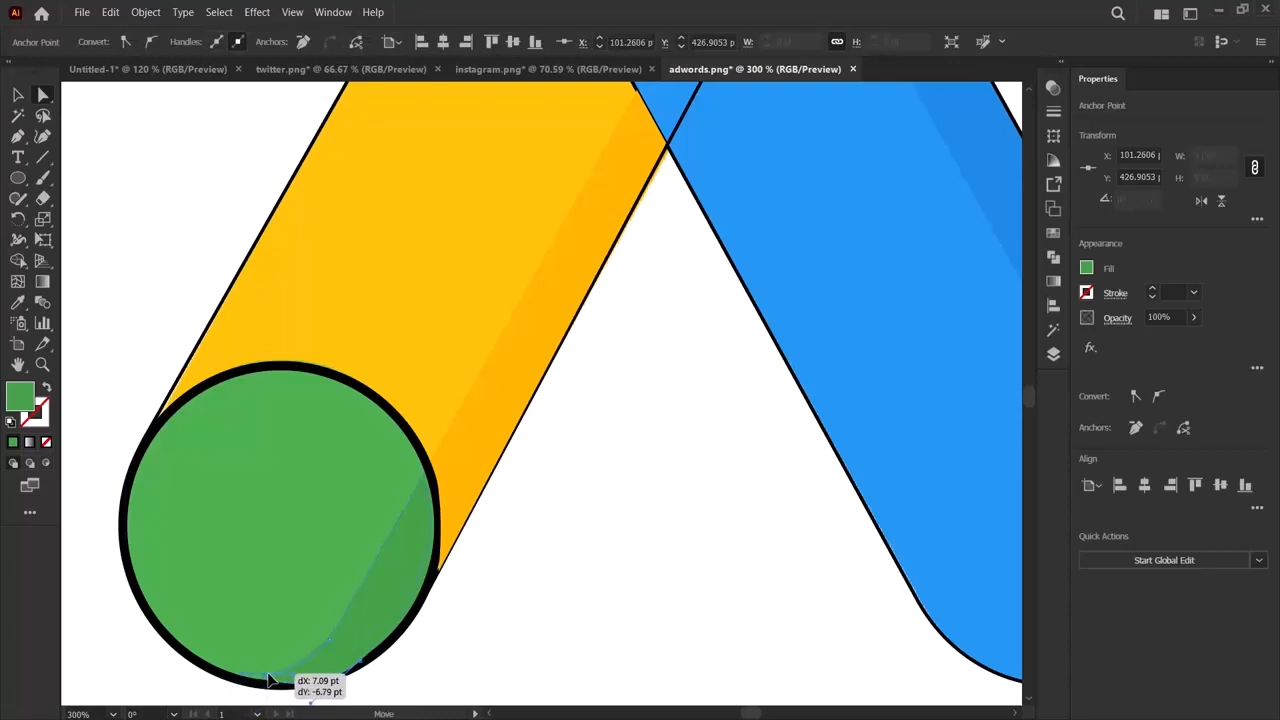 Ai File Edit Object Type Select Effect View Window Help
Anchor Point Convert: Handles: Anchors: X: 101.2606 p Y: 426.9053 p W: H:
Untitled-1* @ 120 % (RGB/Preview) × twitter.png* @ 66.67 % (RGB/Preview) × instagram.png* @ 70.59 % (RGB/Preview) × adwords.png* @ 300 % (RGB/Preview) ×
Properties
Anchor Point
Transform
X: 101.2606 p W:
Y: 426.9053 p H:
Appearance
Fill
Stroke
Opacity 100%
fx.
Convert:
Anchors:
Align
Quick Actions
Start Global Edit
dX: 7.09 pt
dY: -6.79 pt
300% 0° 1 Move